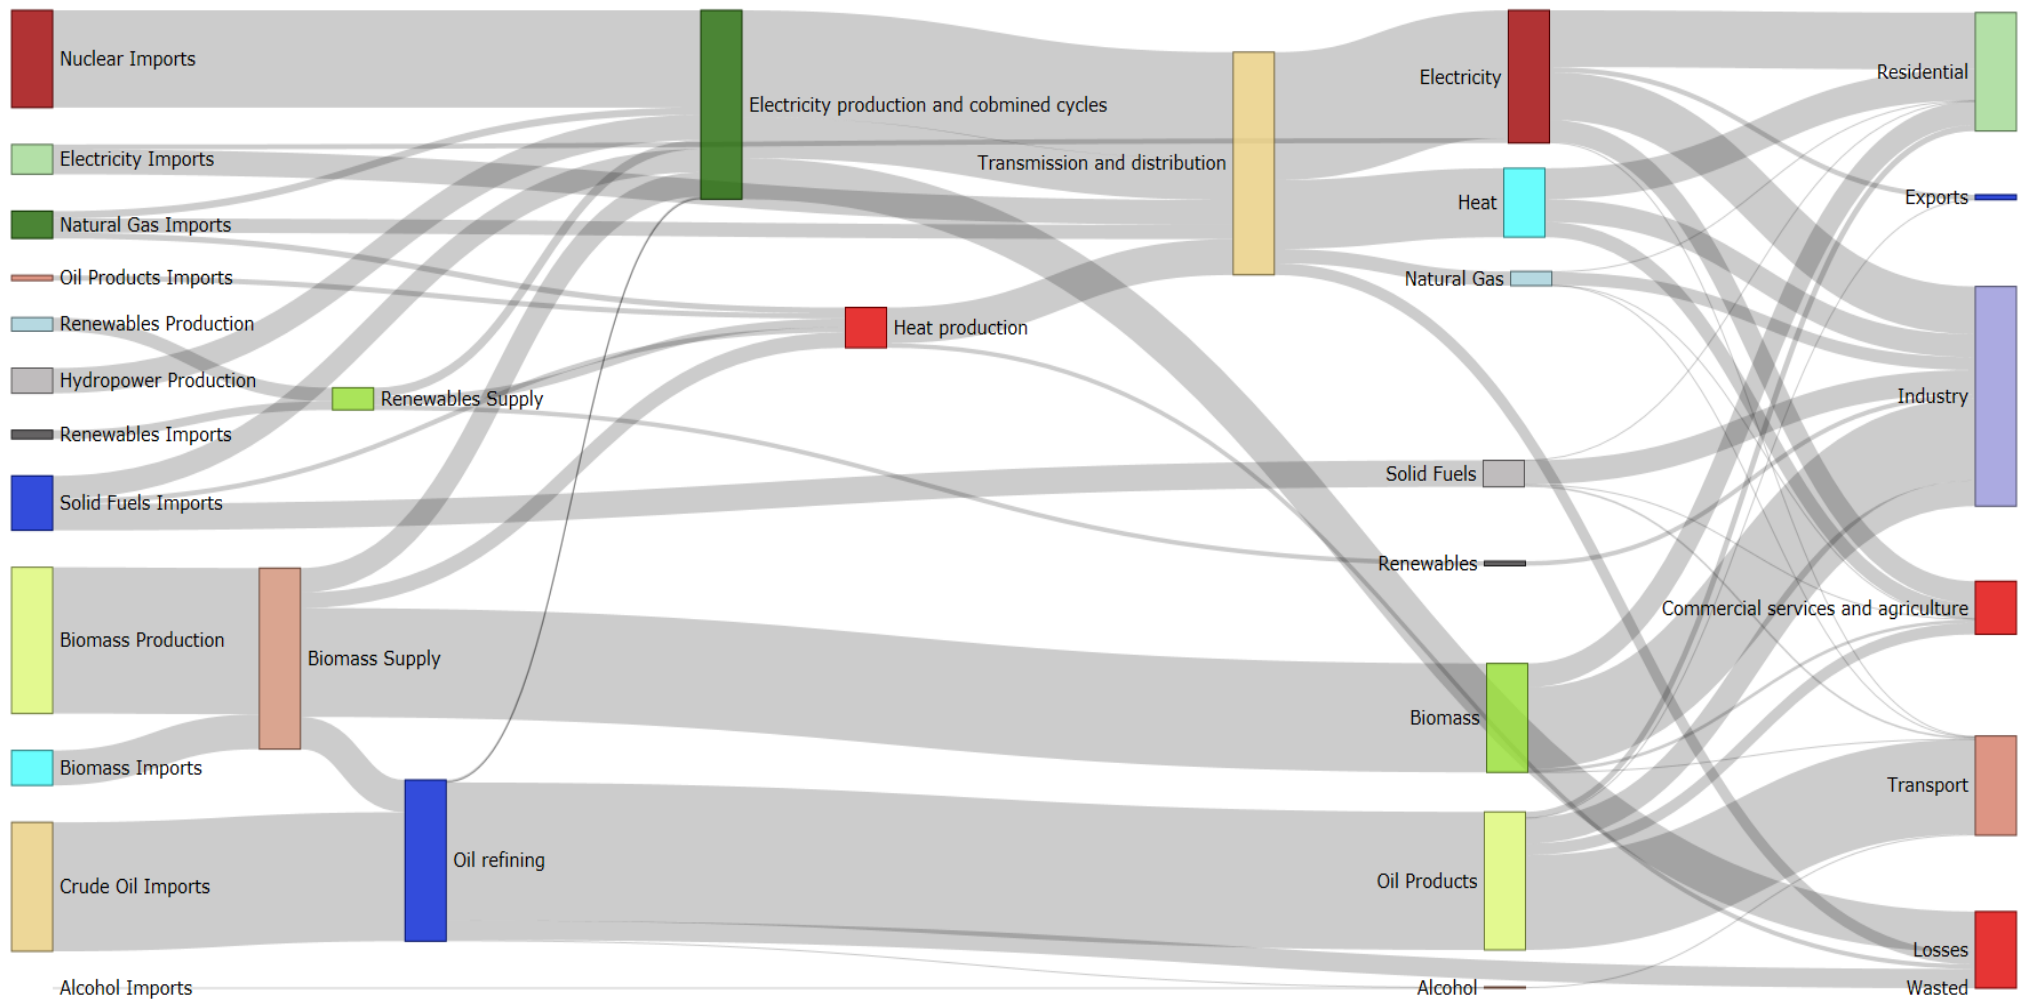 Nuclear Imports
Electricity Imports
Natural Gas Imports
Oil Products Imports
Renewables Production
Hydropower Production
Renewables Imports
Solid Fuels Imports
Biomass Production
Biomass Imports
Crude Oil Imports
Alcohol Imports
Biomass Supply
Renewables Supply
Oil refining
Electricity production and cobmined cycles
Heat production
Transmission and distribution
Electricity
Heat
Natural Gas
Solid Fuels
Renewables
Biomass
Oil Products
Alcohol
Residential
Exports
Industry
Commercial services and agriculture
Transport
Losses
Wasted